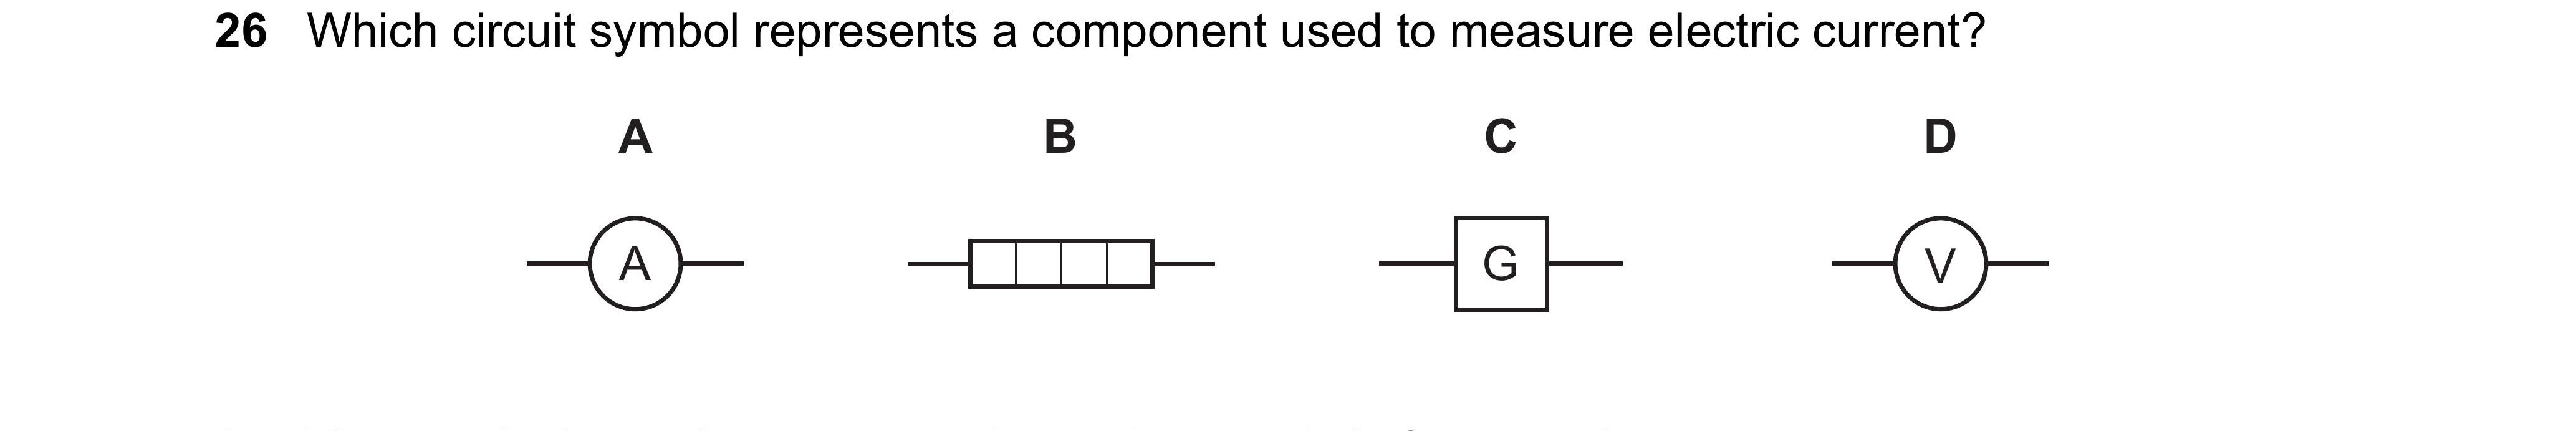 26 Which circuit symbol represents a component used to measure electric current?
A B C D
A G V